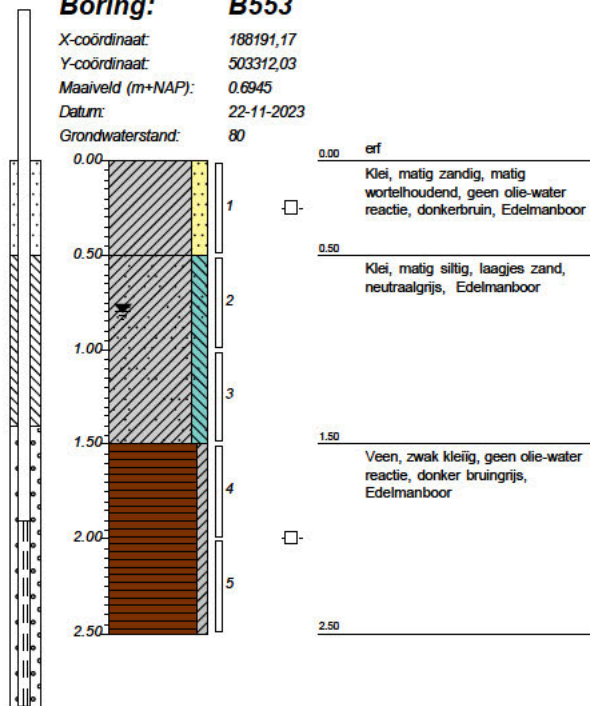 Boring: B553
X-coördinaat: 188191,17
Y-coördinaat: 503312,03
Maaiveld (m+NAP): 0.6945
Datum: 22-11-2023
Grondwaterstand: 80
0.00
0.50
1.00
1.50
2.00
2.50
1
2
3
4
5
0.00 erf
Klei, matig zandig, matig
wortelhoudend, geen olie-water
reactie, donkerbruin, Edelmanboor
0.50
Klei, matig siltig, laagjes zand,
neutraalgrijs, Edelmanboor
1.50
Veen, zwak kleiïg, geen olie-water
reactie, donker bruingrijs,
Edelmanboor
2.50